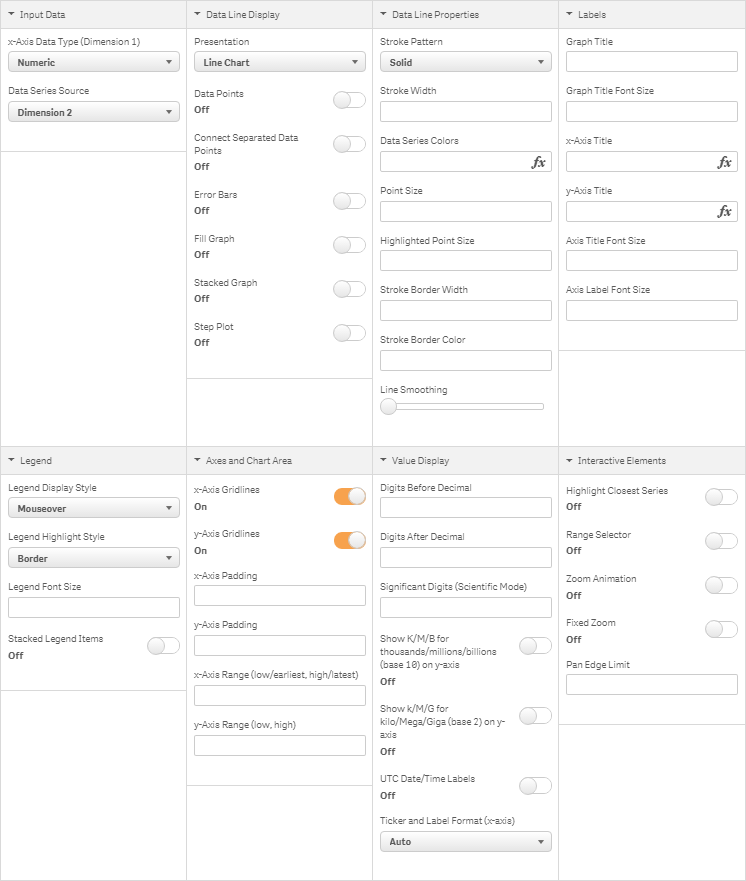 Input Data
x-Axis Data Type (Dimension 1)
Numeric
Data Series Source
Dimension 2
Data Line Display
Presentation
Line Chart
Data Points
Off
Connect Separated Data
Points
Off
Error Bars
Off
Fill Graph
Off
Stacked Graph
Off
Step Plot
Off
Data Line Properties
Stroke Pattern
Solid
Stroke Width
Data Series Colors
fx
Point Size
Highlighted Point Size
Stroke Border Width
Stroke Border Color
Line Smoothing
Labels
Graph Title
Graph Title Font Size
x-Axis Title
fx
y-Axis Title
fx
Axis Title Font Size
Axis Label Font Size
Legend
Legend Display Style
Mouseover
Legend Highlight Style
Border
Legend Font Size
Stacked Legend Items
Off
Axes and Chart Area
x-Axis Gridlines
On
y-Axis Gridlines
On
x-Axis Padding
y-Axis Padding
x-Axis Range (low/earliest, high/latest)
y-Axis Range (low, high)
Value Display
Digits Before Decimal
Digits After Decimal
Significant Digits (Scientific Mode)
Show K/M/B for
thousands/millions/billions
(base 10) on y-axis
Off
Show k/M/G for
kilo/Mega/Giga (base 2) on y-
axis
Off
UTC Date/Time Labels
Off
Ticker and Label Format (x-axis)
Auto
Interactive Elements
Highlight Closest Series
Off
Range Selector
Off
Zoom Animation
Off
Fixed Zoom
Off
Pan Edge Limit